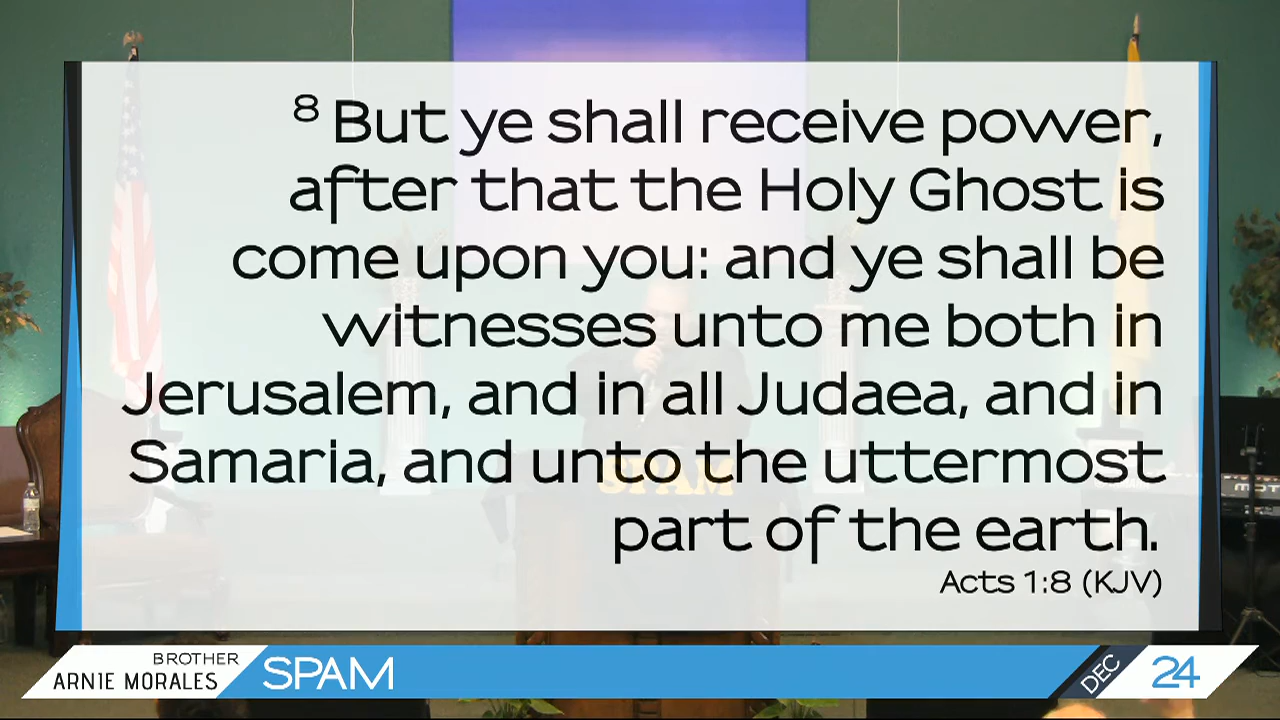 8 But ye shall receive power,
after that the Holy Ghost is
come upon you: and ye shall be
witnesses unto me both in
Jerusalem, and in all Judaea, and in
Samaria, and unto the uttermost
part of the earth.
Acts 1:8 (KJV)
SPAM
BROTHER
ARNIE MORALES
SPAM
DEC
24